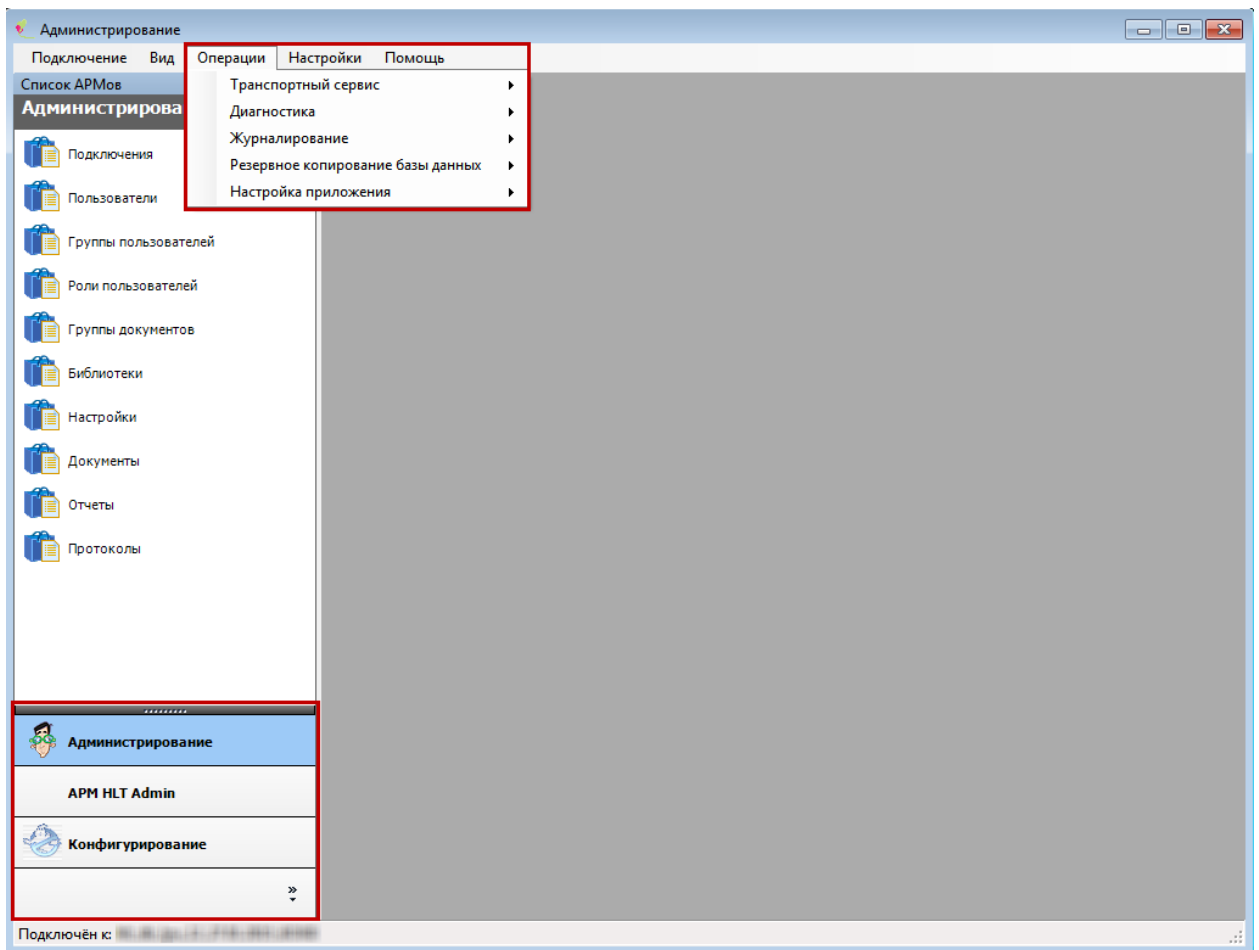 Администрирование
Подключение Вид Операции Настройки Помощь
Список АРМов
Администрирова
Транспортный сервис
Диагностика
Журналирование
Резервное копирование базы данных
Настройка приложения
Подключения
Пользователи
Группы пользователей
Роли пользователей
Группы документов
Библиотеки
Настройки
Документы
Отчеты
Протоколы
Администрирование
АРМ HLT Admin
Конфигурирование
Подключён к: